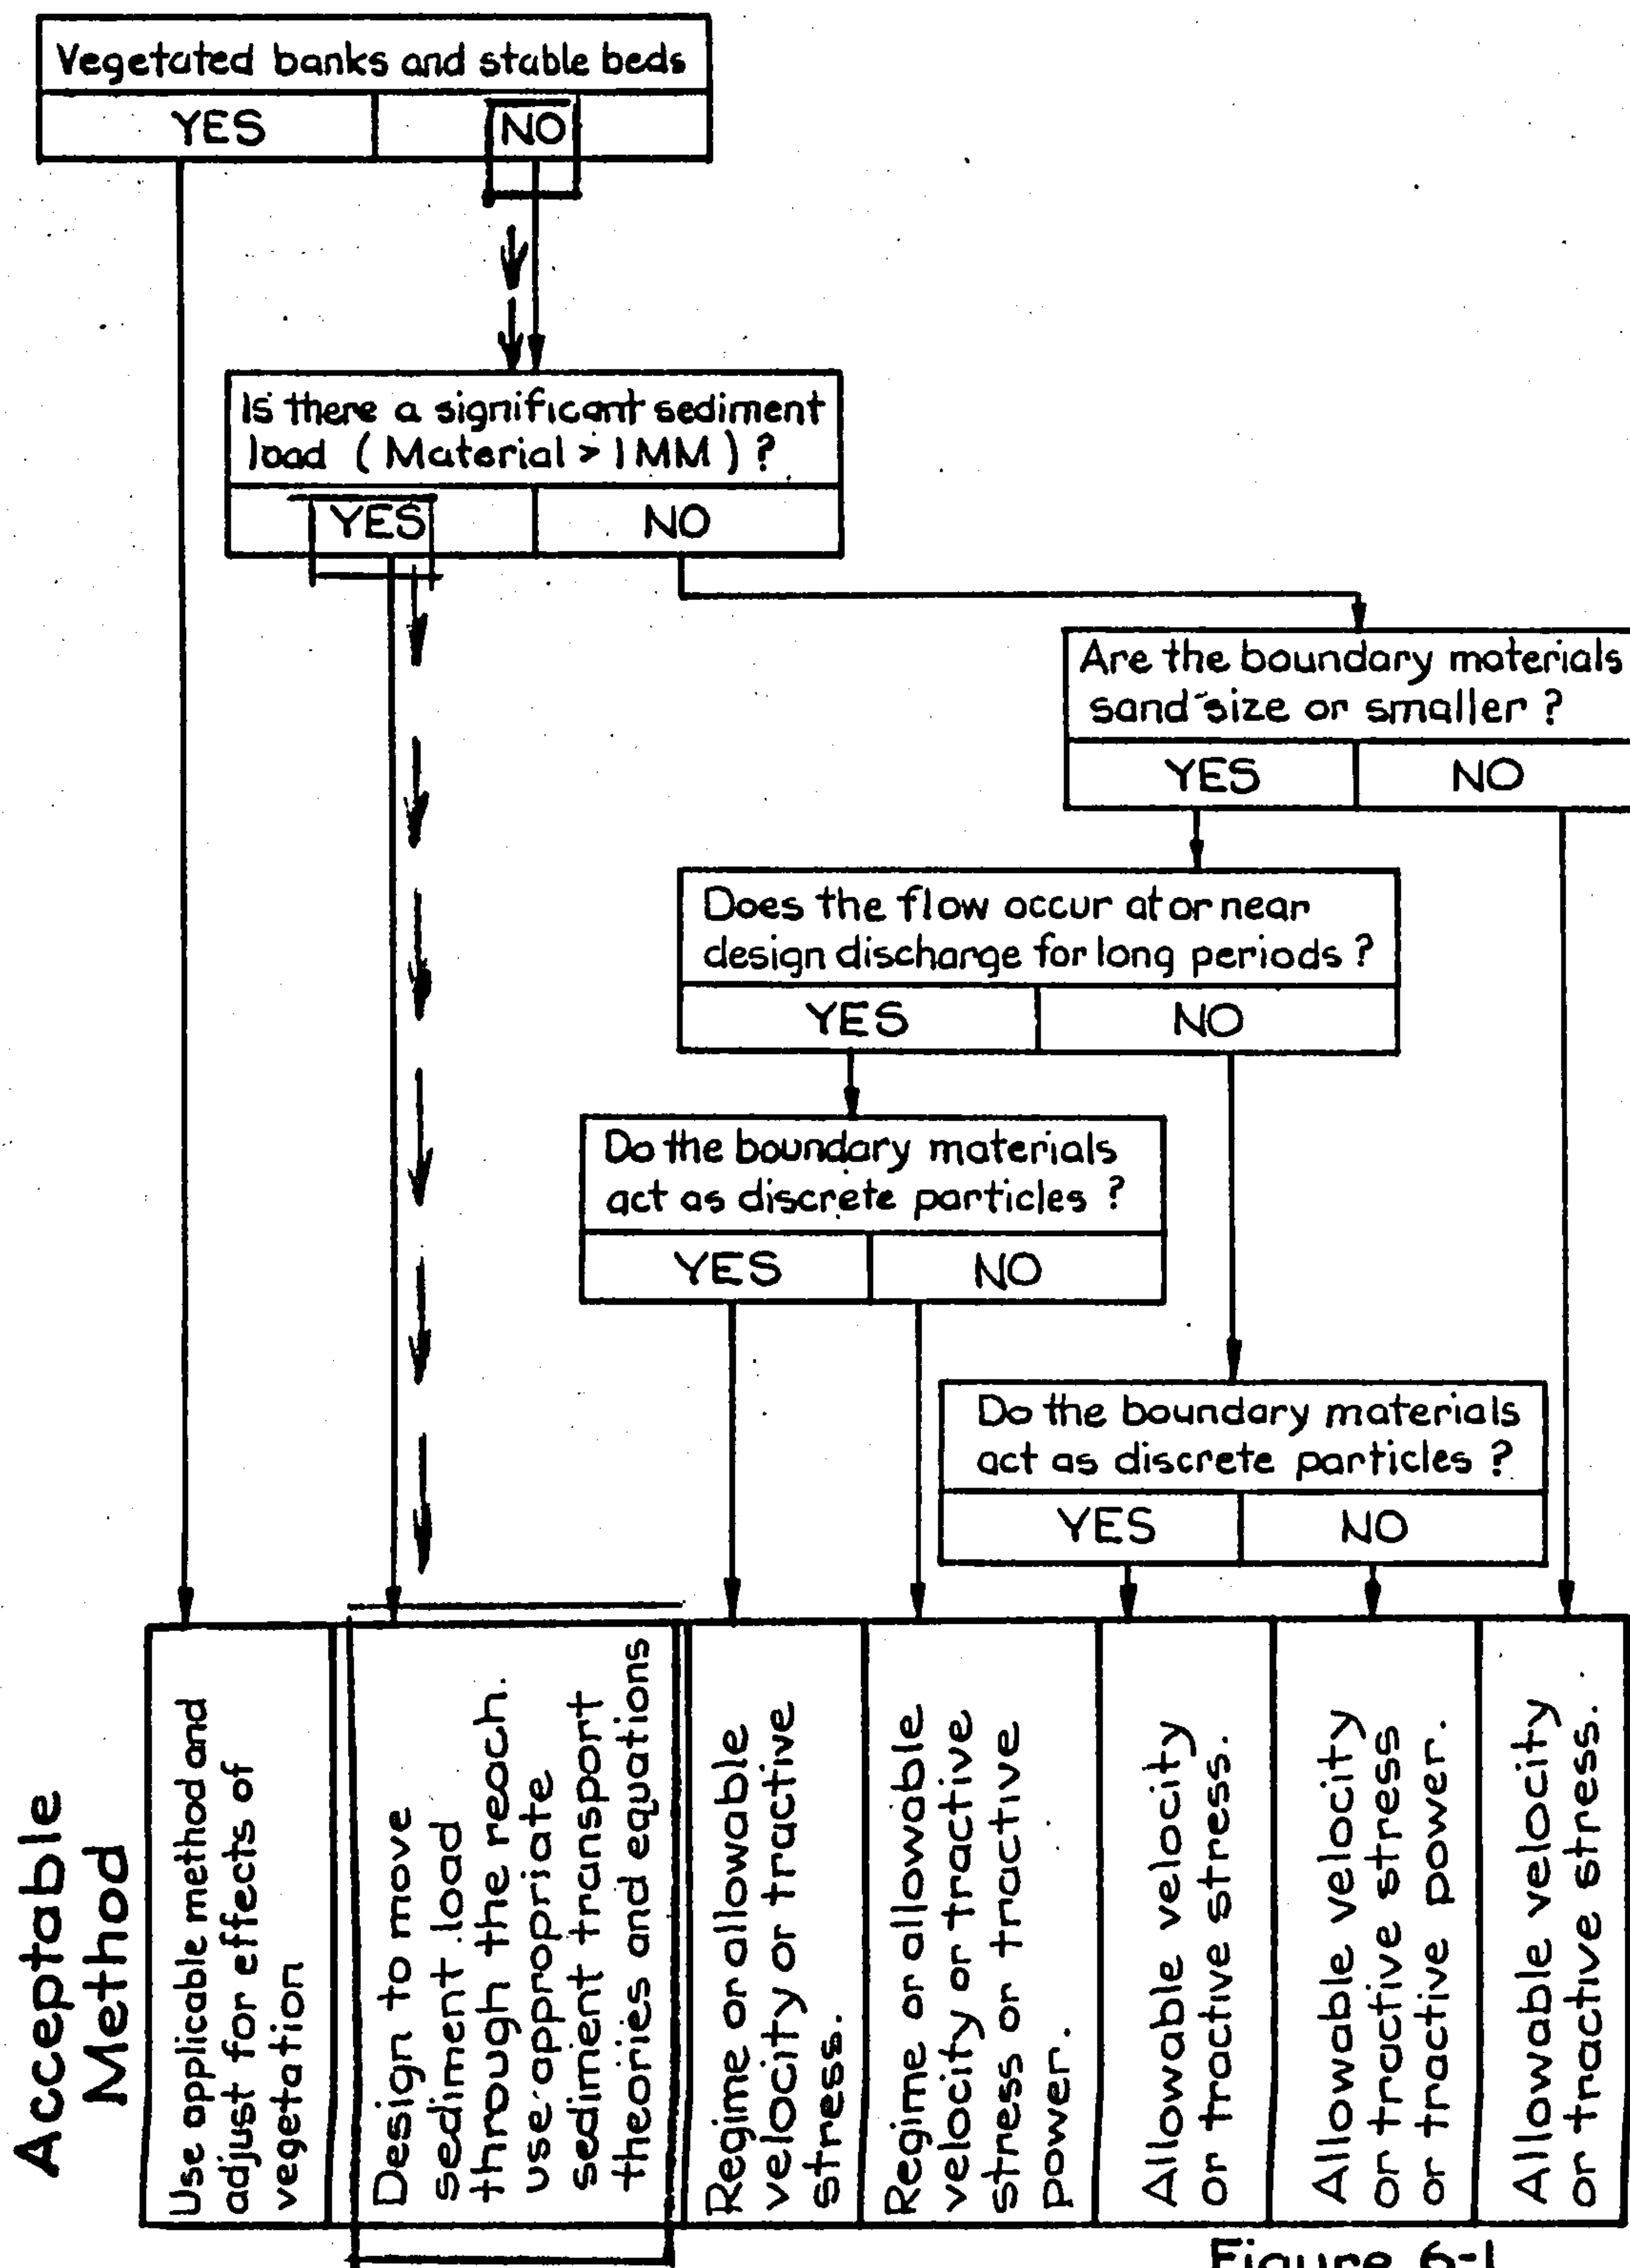 Vegetated banks and stable beds
YES
NO
Is there a significant sediment
load ( Material > 1 MM ) ?
YES
NO
Are the boundary materials
sand size or smaller ?
YES
NO
Does the flow occur at or near
design discharge for long periods ?
YES
NO
Do the boundary materials
act as discrete particles ?
YES
NO
Do the boundary materials
act as discrete particles ?
YES
NO
Acceptable
Method
Use applicable method and
adjust for effects of
vegetation
Design to move
sediment load
through the reach.
use appropriate
sediment transport
theories and equations
Regime or allowable
velocity or tractive
stress.
Regime or allowable
velocity or tractive
stress or tractive
power.
Allowable velocity
or tractive stress.
Allowable velocity
or tractive stress
or tractive power.
Allowable velocity
or tractive stress.
Figure 6-1